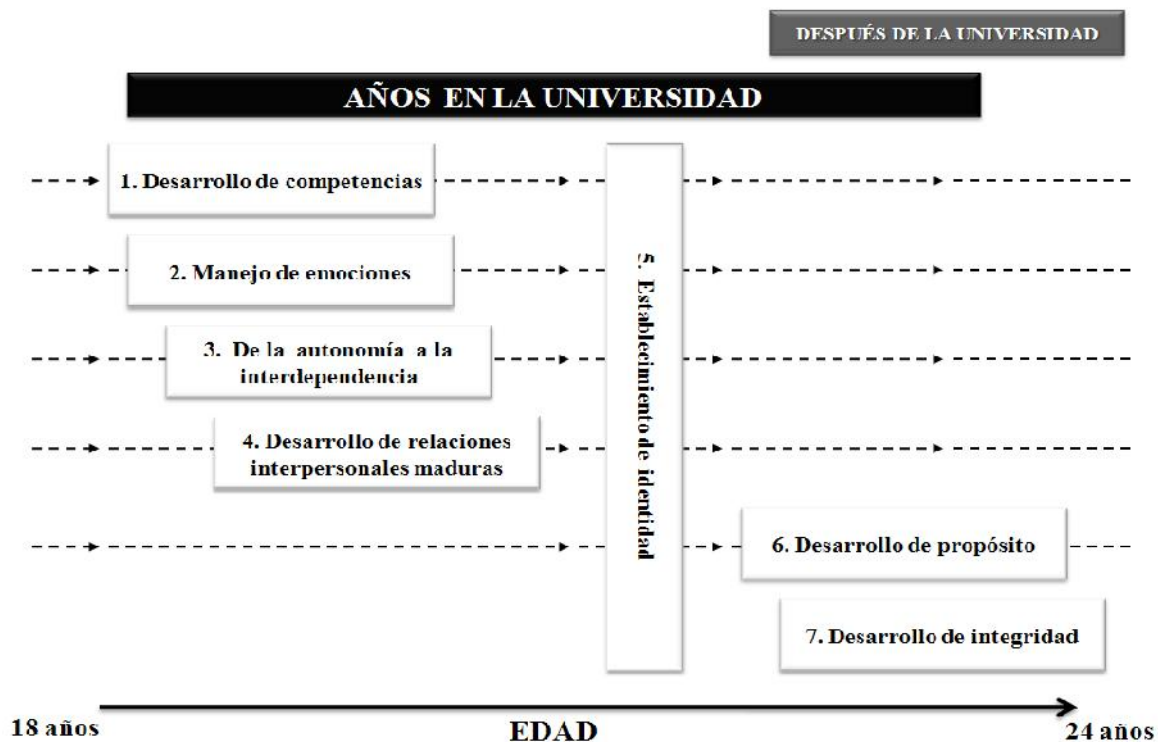 DESPUÉS DE LA UNIVERSIDAD
AÑOS EN LA UNIVERSIDAD
1. Desarrollo de competencias
2. Manejo de emociones
3. De la autonomía a la
interdependencia
4. Desarrollo de relaciones
interpersonales maduras
5. Establecimiento de identidad
6. Desarrollo de propósito
7. Desarrollo de integridad
18 años
EDAD
24 años